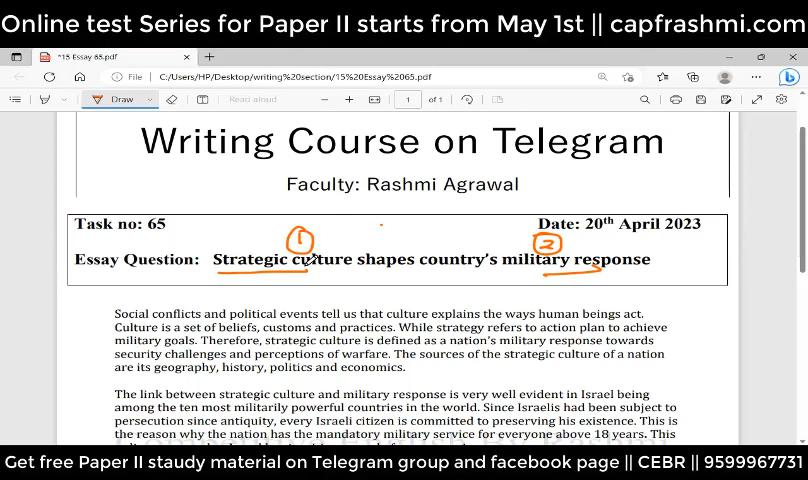 Online test Series for Paper II starts from May 1st || capfrashmi.com
*15 Essay 65.pdf
File
C:/Users/HP/Desktop/writing%20section/15%20Essay%2065.pdf
Draw
Read aloud
1
of 1
Writing Course on Telegram
Faculty: Rashmi Agrawal
Task no: 65
Date: 20th April 2023
1
2
Essay Question: Strategic culture shapes country's military response
Social conflicts and political events tell us that culture explains the ways human beings act.
Culture is a set of beliefs, customs and practices. While strategy refers to action plan to achieve
military goals. Therefore, strategic culture is defined as a nation's military response towards
security challenges and perceptions of warfare. The sources of the strategic culture of a nation
are its geography, history, politics and economics.
The link between strategic culture and military response is very well evident in Israel being
among the ten most militarily powerful countries in the world. Since Israelis had been subject to
persecution since antiquity, every Israeli citizen is committed to preserving his existence. This is
the reason why the nation has the mandatory military service for everyone above 18 years. This
Get free Paper II staudy material on Telegram group and facebook page || CEBR || 9599967731